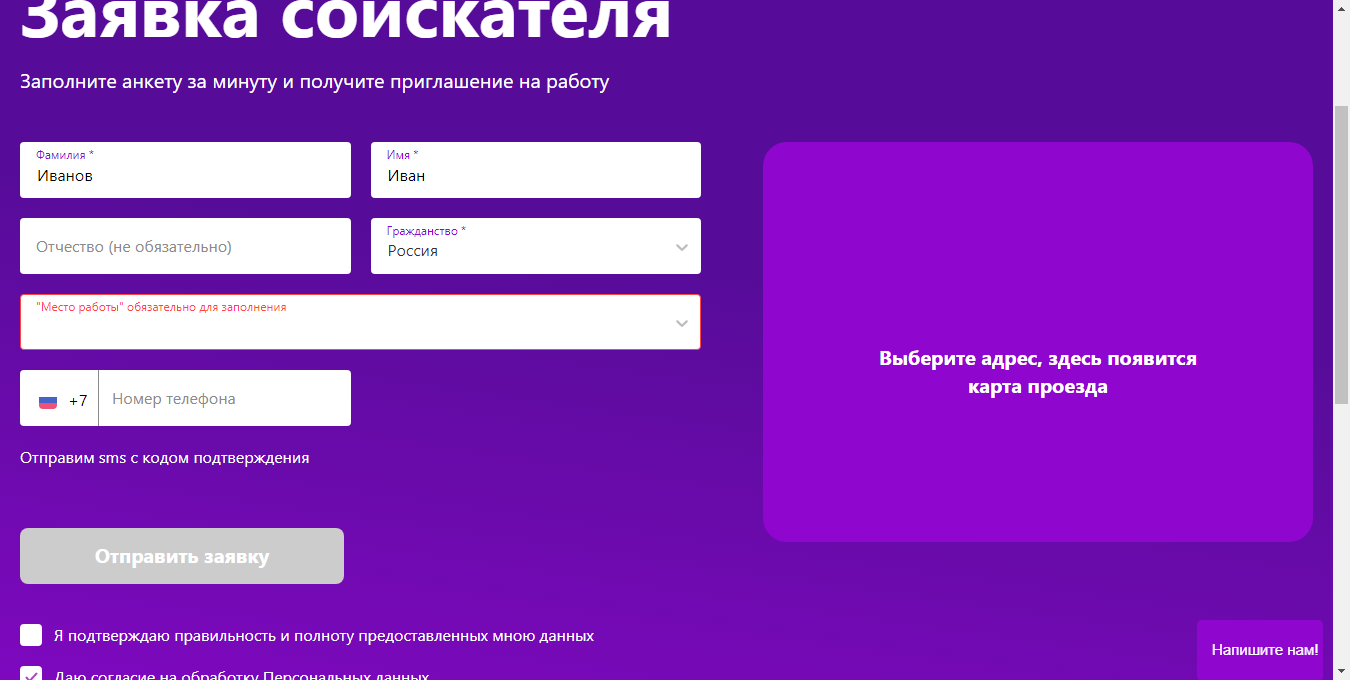 Заявка соискателя
Заполните анкету за минуту и получите приглашение на работу
Фамилия *
Иванов
Имя *
Иван
Отчество (не обязательно)
Гражданство *
Россия
"Место работы" обязательно для заполнения
+7
Номер телефона
Отправим sms с кодом подтверждения
Выберите адрес, здесь появится
карта проезда
Отправить заявку
Я подтверждаю правильность и полноту предоставленных мною данных
Даю согласие на обработку Персональных данных
Напишите нам!